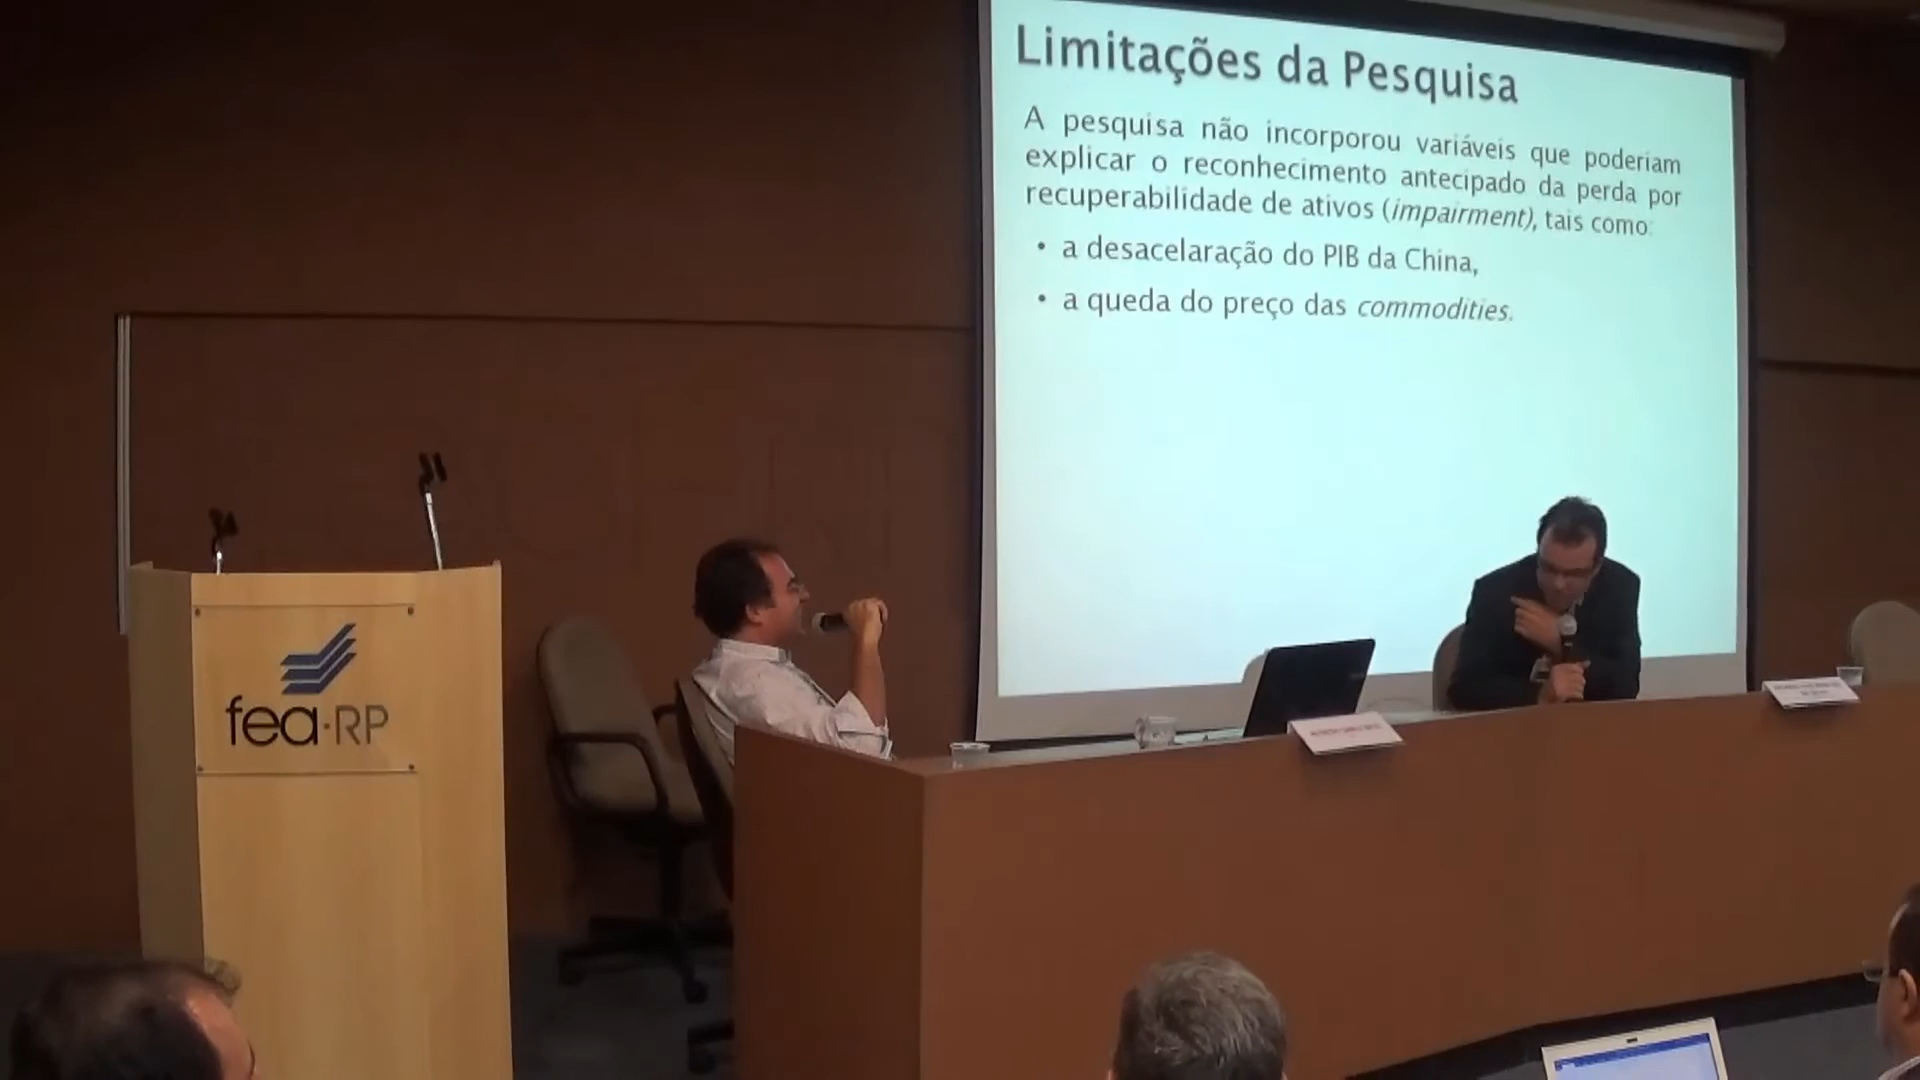 Limitações da Pesquisa
A pesquisa não incorporou variáveis que poderiam
explicar o reconhecimento antecipado da perda por
recuperabilidade de ativos (impairment), tais como:
• a desacelaração do PIB da China,
• a queda do preço das commodities.
fea-RP